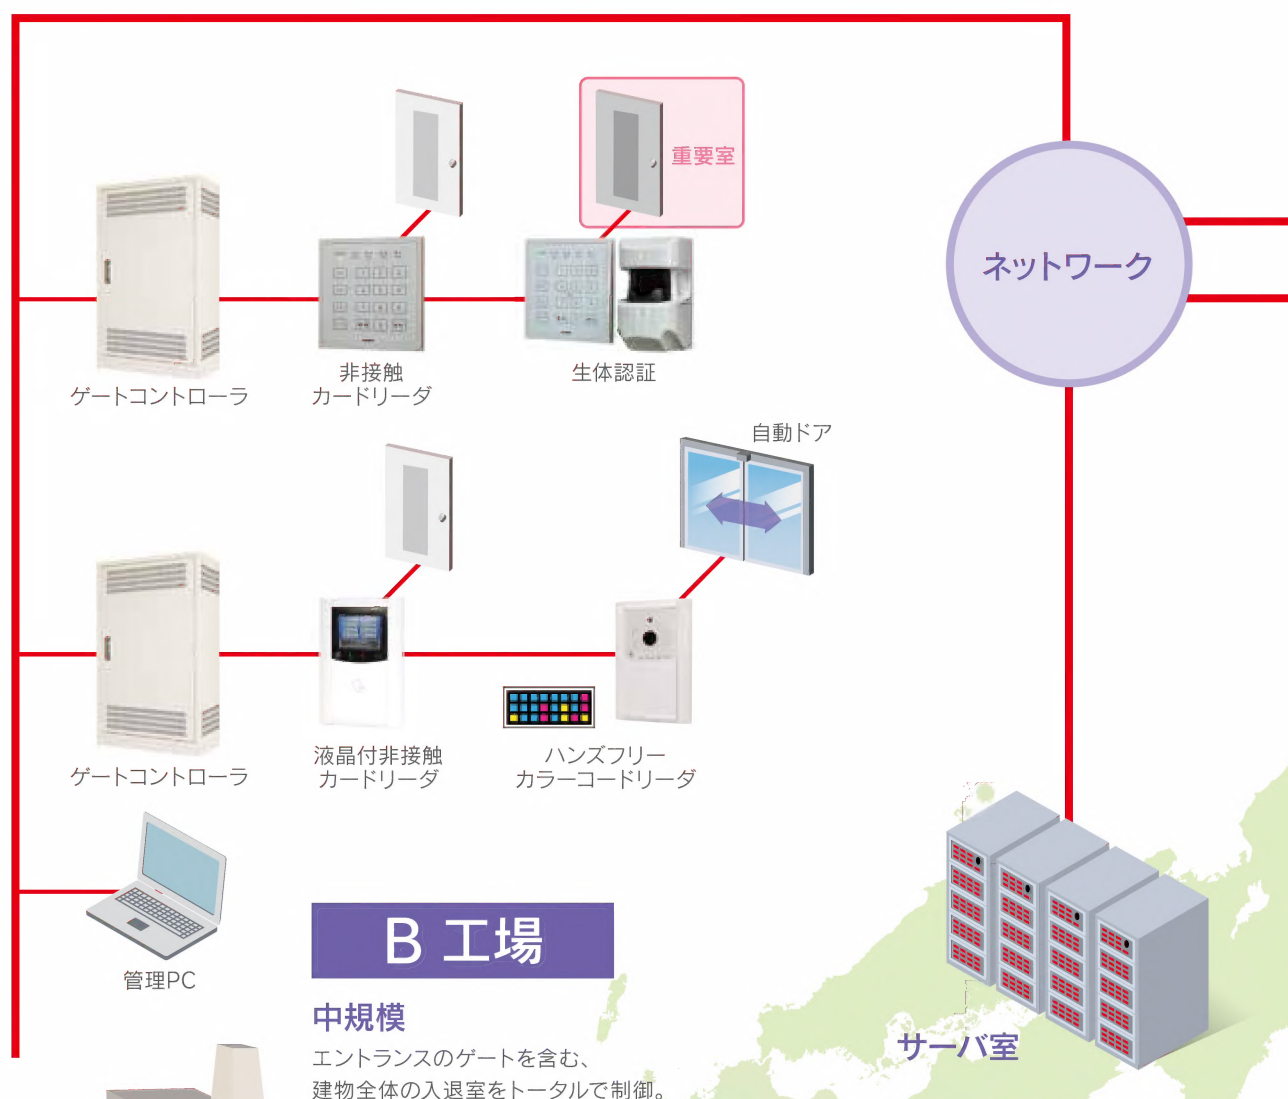 重要室
ネットワーク
ゲートコントローラ
非接触
カードリーダ
生体認証
自動ドア
ゲートコントローラ
液晶付非接触
カードリーダ
ハンズフリー
カラーコードリーダ
管理PC
B 工場
中規模
エントランスのゲートを含む、
建物全体の入退室をトータルで制御。
サーバ室